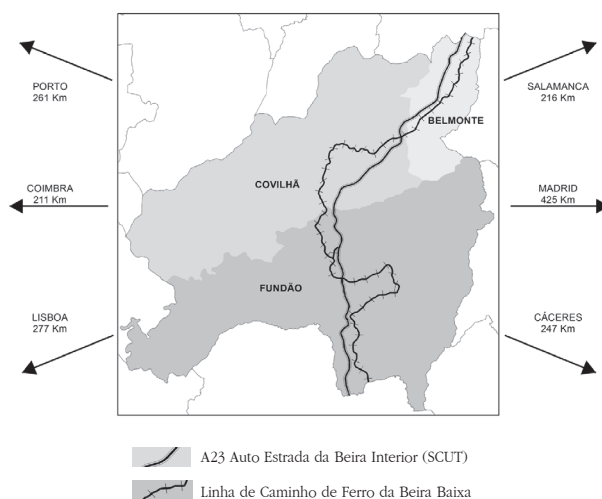 PORTO
261 Km
SALAMANCA
216 Km
BELMONTE
COIMBRA
211 Km
COVILHÃ
MADRID
425 Km
FUNDÃO
LISBOA
277 Km
CÁCERES
247 Km
A23 Auto Estrada da Beira Interior (SCUT)
Linha de Caminho de Ferro da Beira Baixa